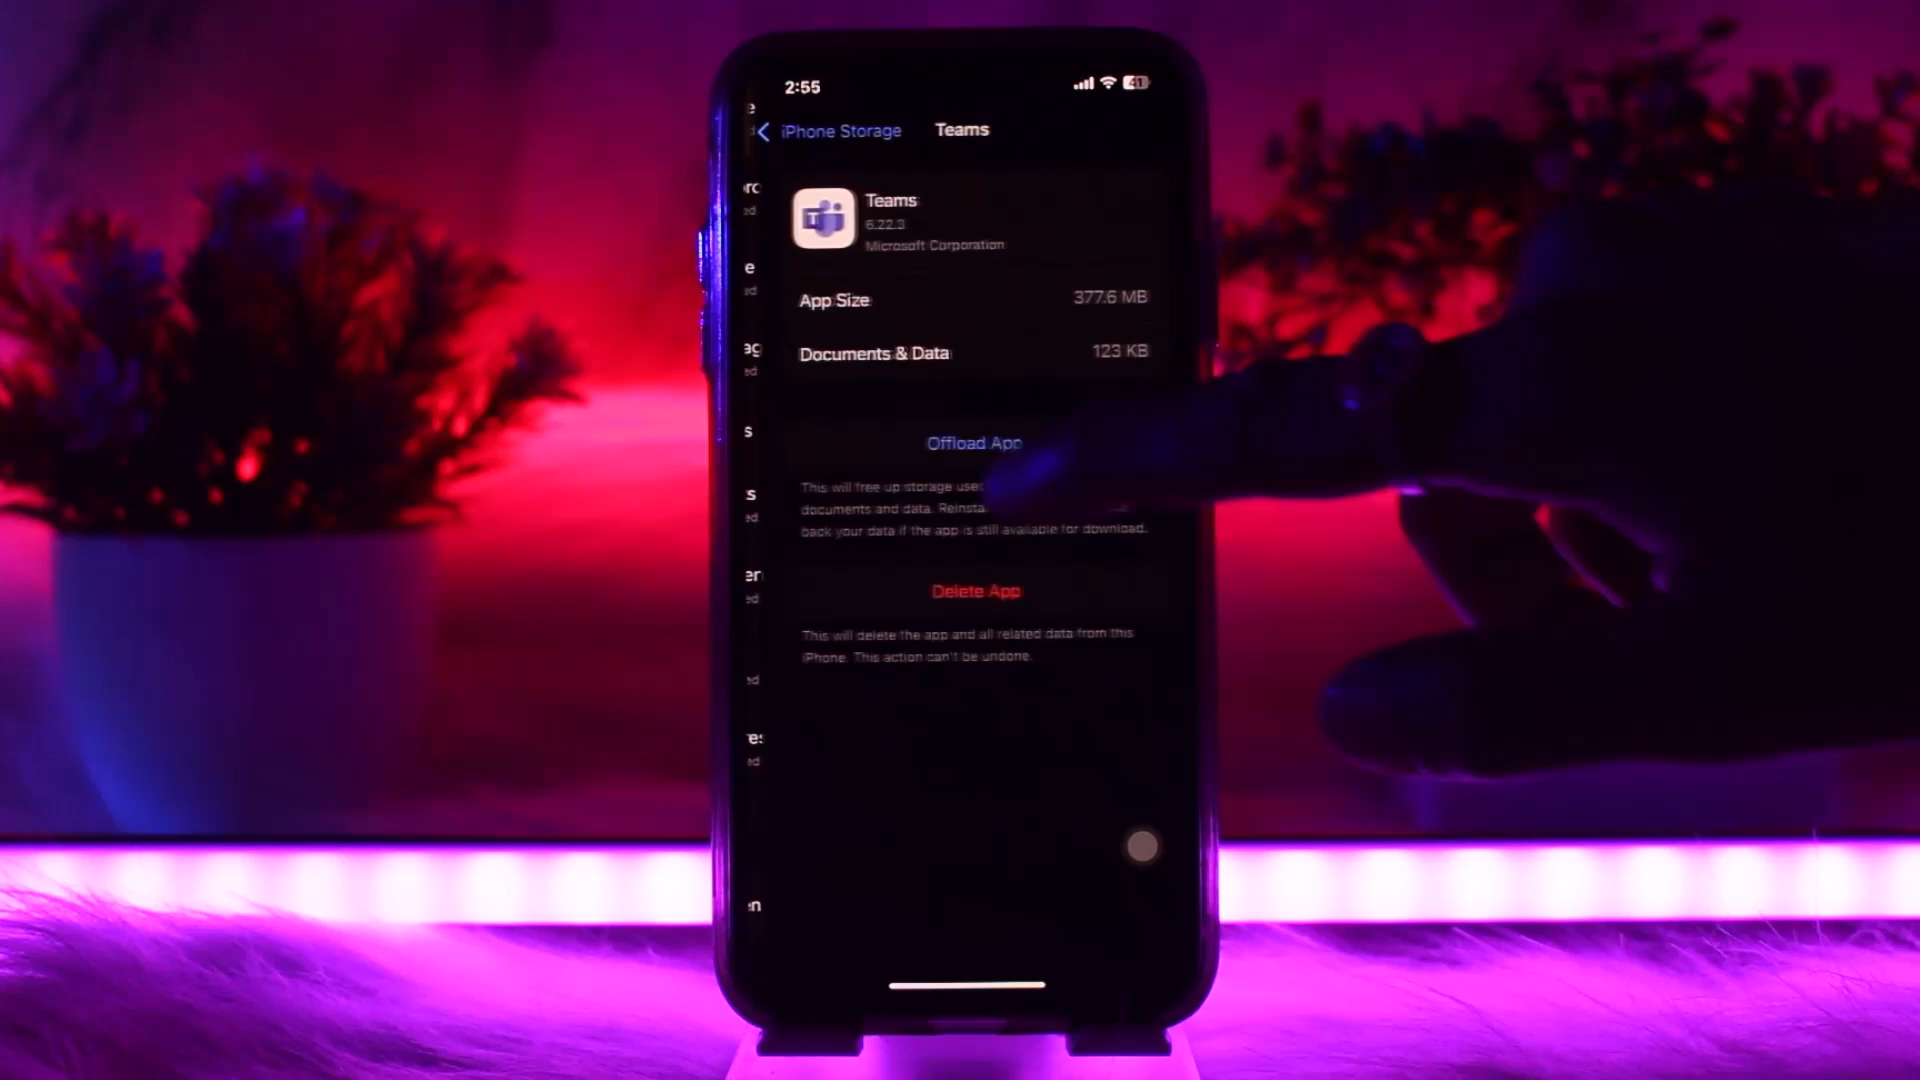 2:55
41
iPhone Storage
Teams
Teams
6.22.3
Microsoft Corporation
App Size
377.6 MB
Documents & Data
123 KB
Offload App
This will free up storage
documents and data.
back your data if the app is still available for download.
Delete App
This will delete the app and all related data from this
iPhone. This action can't be undone.